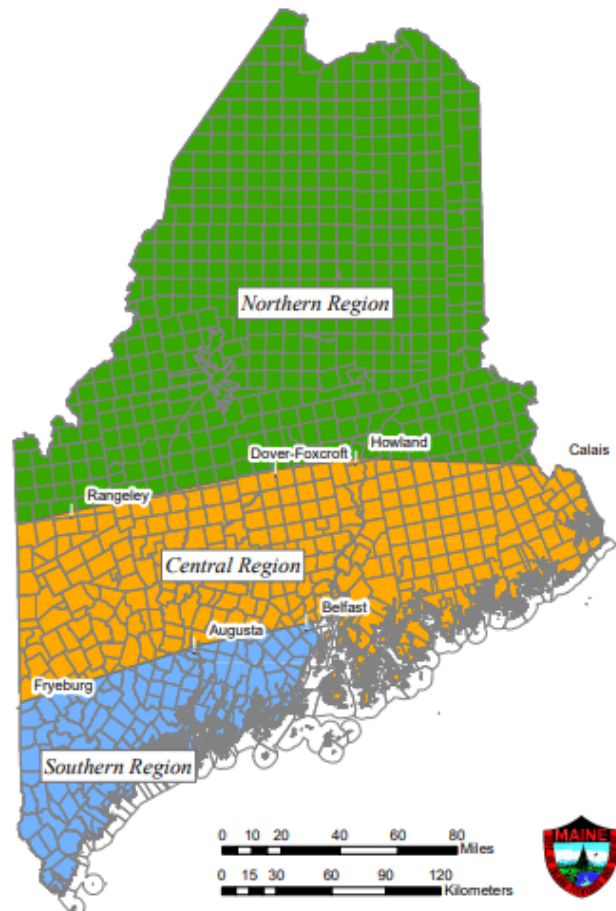 Northern Region
Howland
Dover-Foxcroft
Calais
Rangeley
Central Region
Belfast
Augusta
Fryeburg
Southern Region
0 10 20 40 60 80
Miles
0 15 30 60 90 120
Kilometers
MAINE